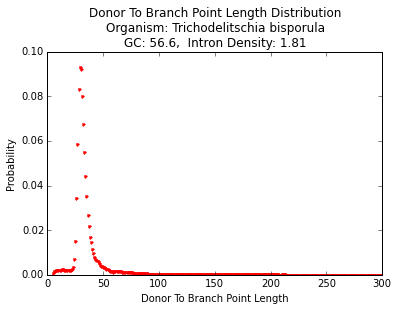 Donor To Branch Point Length Distribution
Organism: Trichodelitschia bisporula
GC: 56.6,  Intron Density: 1.81
0.10
0.08
0.06
0.04
0.02
0.00
Probability
0
50
100
150
200
250
300
Donor To Branch Point Length